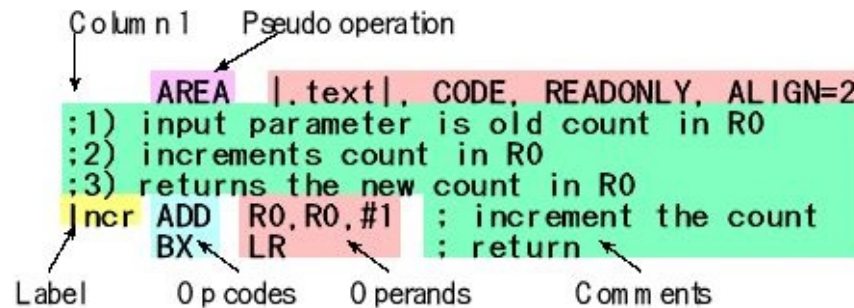 Column 1 Pseudo operation
AREA |.text|, CODE, READONLY, ALIGN=2
;1) input parameter is old count in R0
;2) increments count in R0
;3) returns the new count in R0
Incr ADD R0,R0,#1 ; increment the count
BX LR ; return
Label Op codes Operands Comments